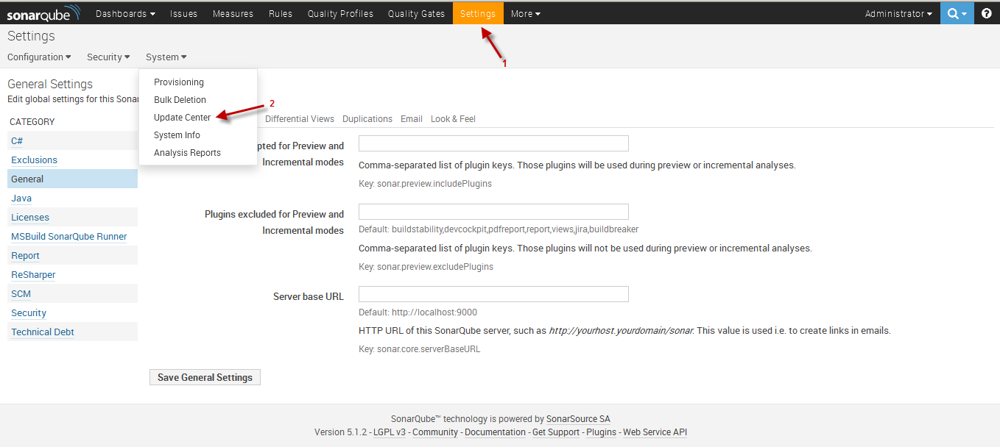 sonarqube Dashboards Issues Measures Rules Quality Profiles Quality Gates Settings More Administrator ?
Settings
1
Configuration Security System
General Settings
Edit global settings for this Sonar
Provisioning
Bulk Deletion
Update Center
System Info
Analysis Reports
2
Differential Views Duplications Email Look & Feel
CATEGORY
C#
Exclusions
General
Java
Licenses
MSBuild SonarQube Runner
Report
ReSharper
SCM
Security
Technical Debt
pted for Preview and
Incremental modes
Comma-separated list of plugin keys. Those plugins will be used during preview or incremental analyses.
Key: sonar.preview.includePlugins
Plugins excluded for Preview and
Incremental modes
Default: buildstability,devcockpit,pdfreport,report,views,jira,buildbreaker
Comma-separated list of plugin keys. Those plugins will not be used during preview or incremental analyses.
Key: sonar.preview.excludePlugins
Server base URL
Default: http://localhost:9000
HTTP URL of this SonarQube server, such as http://yourhost.yourdomain/sonar. This value is used i.e. to create links in emails.
Key: sonar.core.serverBaseURL
Save General Settings
SonarQube™ technology is powered by SonarSource SA
Version 5.1.2 - LGPL v3 - Community - Documentation - Get Support - Plugins - Web Service API